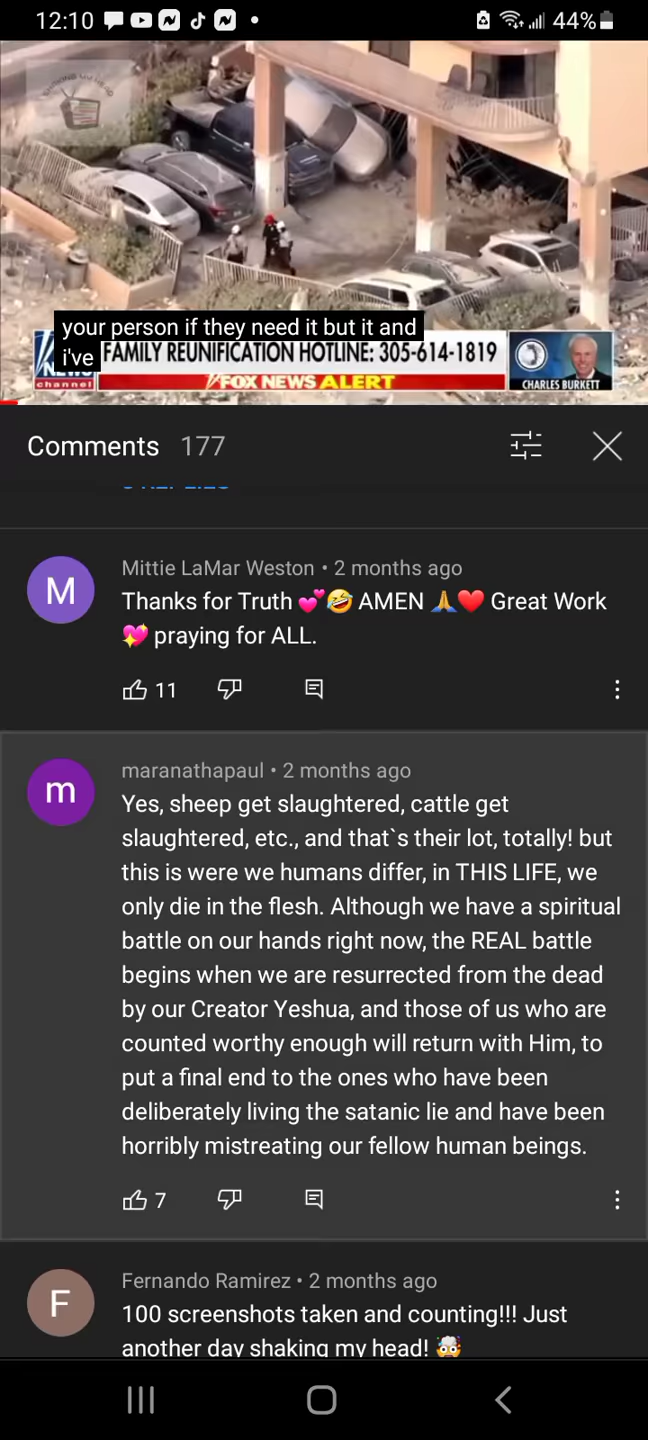 12:10
44%
your person if they need it but it and
i've
FAMILY REUNIFICATION HOTLINE: 305-614-1819
NEWS
channel
FOX NEWS ALERT
CHARLES BURKETT
Comments 177
Mittie LaMar Weston • 2 months ago
Thanks for Truth 💕🤣 AMEN 🙏❤️ Great Work
💖 praying for ALL.
11
maranathapaul • 2 months ago
Yes, sheep get slaughtered, cattle get
slaughtered, etc., and that`s their lot, totally! but
this is were we humans differ, in THIS LIFE, we
only die in the flesh. Although we have a spiritual
battle on our hands right now, the REAL battle
begins when we are resurrected from the dead
by our Creator Yeshua, and those of us who are
counted worthy enough will return with Him, to
put a final end to the ones who have been
deliberately living the satanic lie and have been
horribly mistreating our fellow human beings.
7
Fernando Ramirez • 2 months ago
100 screenshots taken and counting!!! Just
another day shaking my head! 🤯
M
m
F